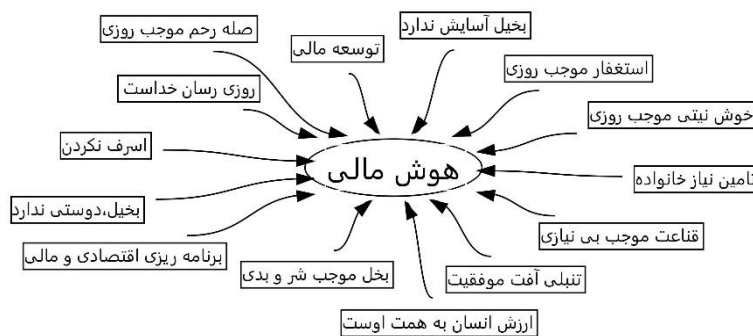 صله رحم موجب روزی
بخیل آسایش ندارد
توسعه مالی
استغفار موجب روزی
روزی رسان خداست
خوش نیتی موجب روزی
اسرف نکردن
هوش مالی
تامین نیاز خانواده
بخیل،دوستی ندارد
قناعت موجب بی نیازی
برنامه ریزی اقتصادی و مالی
بخل موجب شر و بدی
تنبلی آفت موفقیت
ارزش انسان به همت اوست